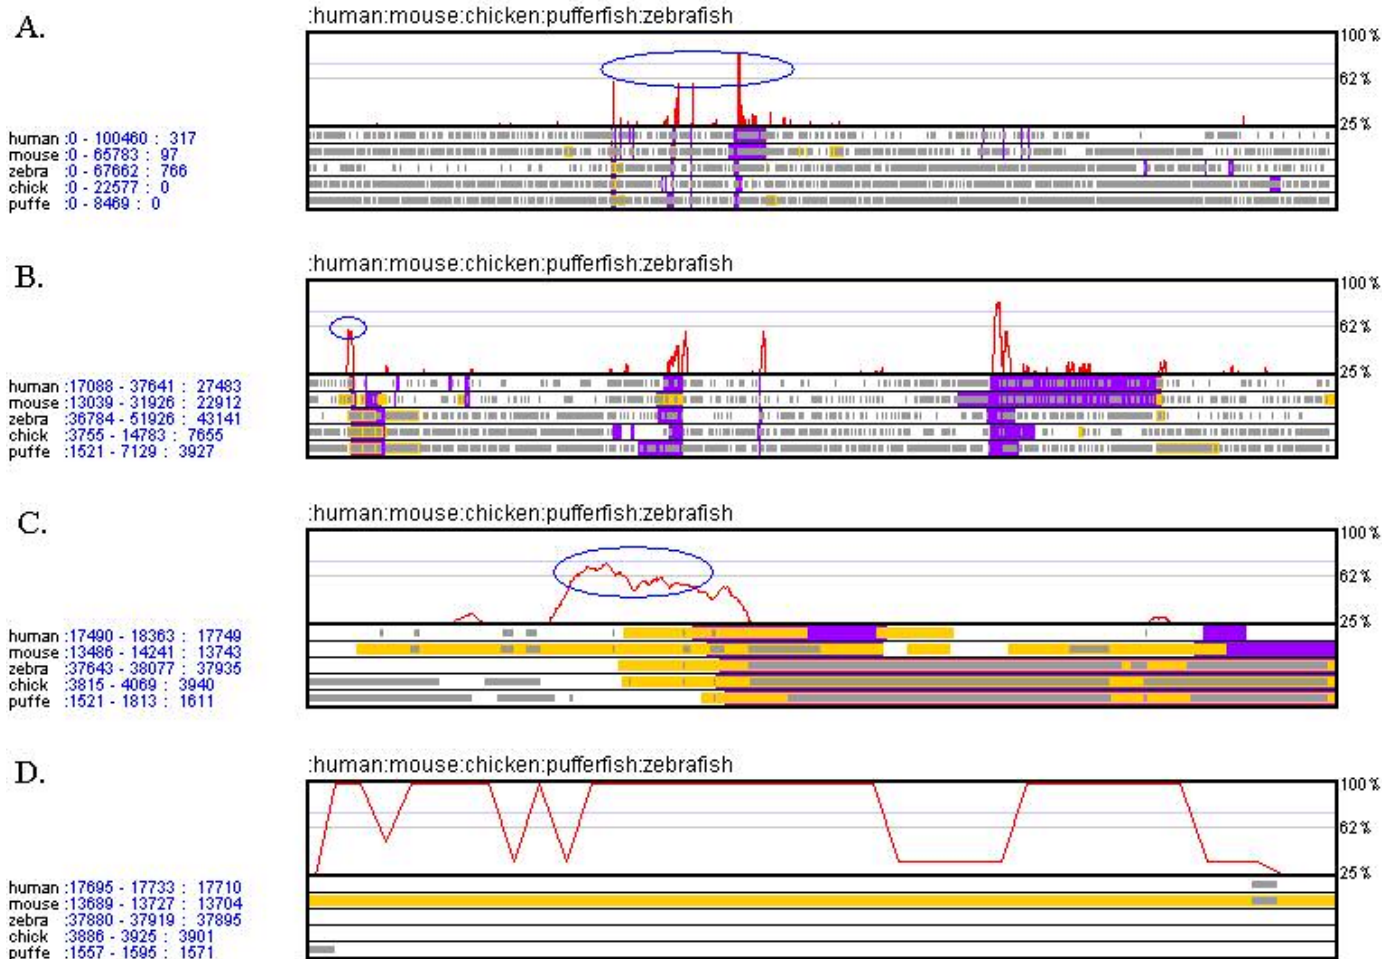 A.
:human:mouse:chicken:pufferfish:zebrafish
100%
62%
25%
human :0 - 100460 : 317
mouse :0 - 65783 : 97
zebra :0 - 67662 : 766
chick :0 - 22577 : 0
puffe :0 - 8469 : 0
B.
:human:mouse:chicken:pufferfish:zebrafish
100%
62%
25%
human :17088 - 37641 : 27483
mouse :13039 - 31926 : 22912
zebra :36784 - 51926 : 43141
chick :3755 - 14783 : 7655
puffe :1521 - 7129 : 3927
C.
:human:mouse:chicken:pufferfish:zebrafish
100%
62%
25%
human :17490 - 18363 : 17749
mouse :13486 - 14241 : 13743
zebra :37643 - 38077 : 37935
chick :3815 - 4069 : 3940
puffe :1521 - 1813 : 1611
D.
:human:mouse:chicken:pufferfish:zebrafish
100%
62%
25%
human :17695 - 17733 : 17710
mouse :13689 - 13727 : 13704
zebra :37880 - 37919 : 37895
chick :3886 - 3925 : 3901
puffe :1557 - 1595 : 1571